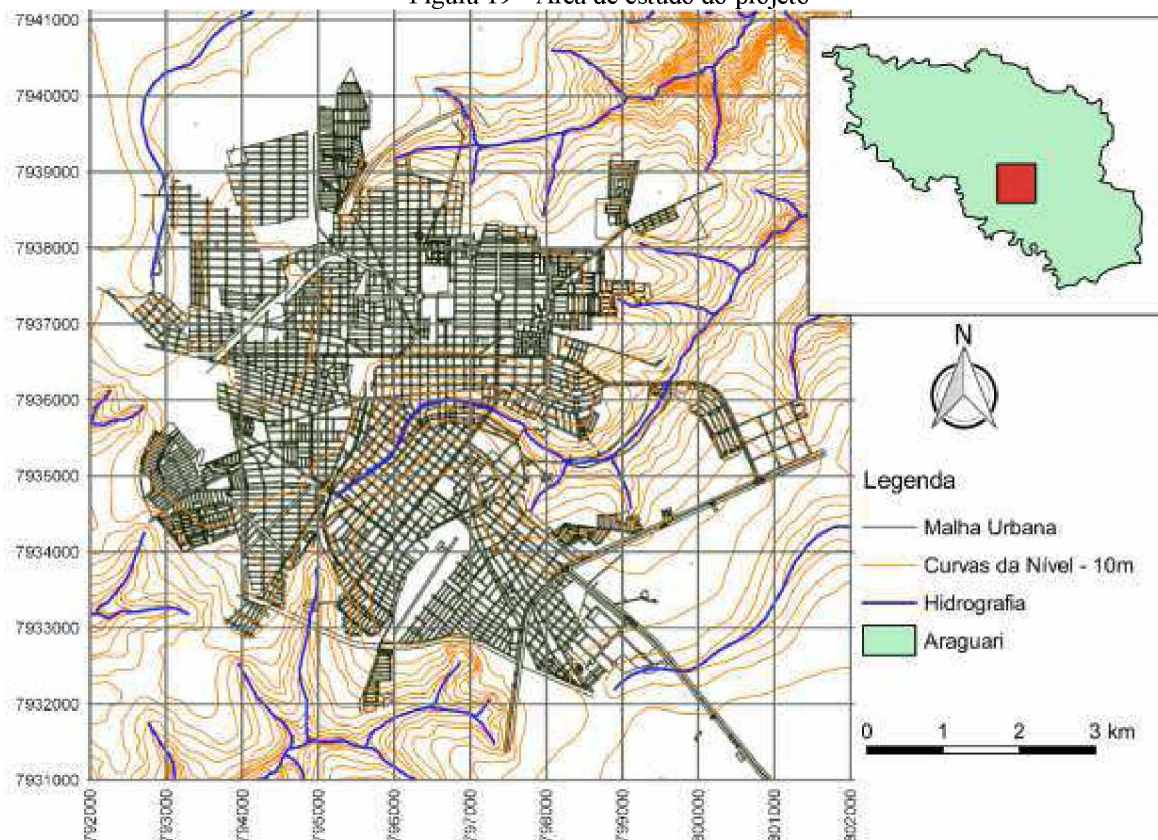 Figura 19 - Área de estudo do projeto
7941000
7940000
7939000
7938000
7937000
7936000
7935000
7934000
7933000
7932000
7931000
792000
793000
794000
795000
796000
797000
798000
799000
800000
801000
802000
N
Legenda
Malha Urbana
Curvas da Nível - 10m
Hidrografia
Araguari
0 1 2 3 km